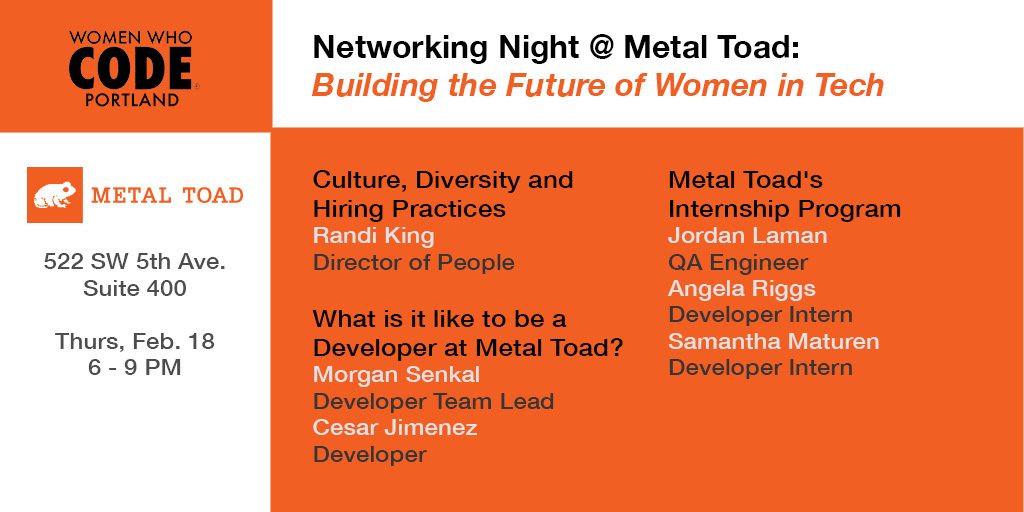 WOMEN WHO
CODE
PORTLAND
Networking Night @ Metal Toad:
Building the Future of Women in Tech
METAL TOAD
522 SW 5th Ave.
Suite 400
Thurs, Feb. 18
6 - 9 PM
Culture, Diversity and
Hiring Practices
Randi King
Director of People
What is it like to be a
Developer at Metal Toad?
Morgan Senkal
Developer Team Lead
Cesar Jimenez
Developer
Metal Toad's
Internship Program
Jordan Laman
QA Engineer
Angela Riggs
Developer Intern
Samantha Maturen
Developer Intern